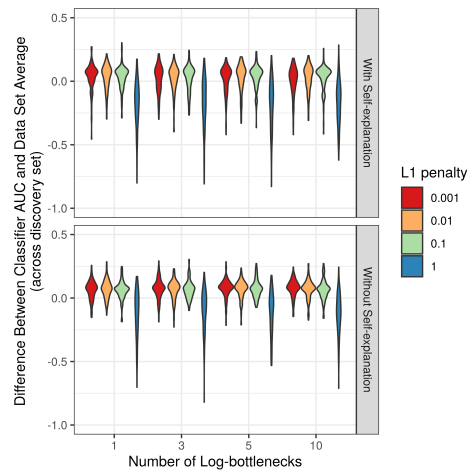 Difference Between Classifier AUC and Data Set Average
(across discovery set)
0.5
0.0
-0.5
-1.0
With Self-explanation
0.5
0.0
-0.5
-1.0
Without Self-explanation
1 3 5 10
Number of Log-bottlenecks
L1 penalty
0.001
0.01
0.1
1